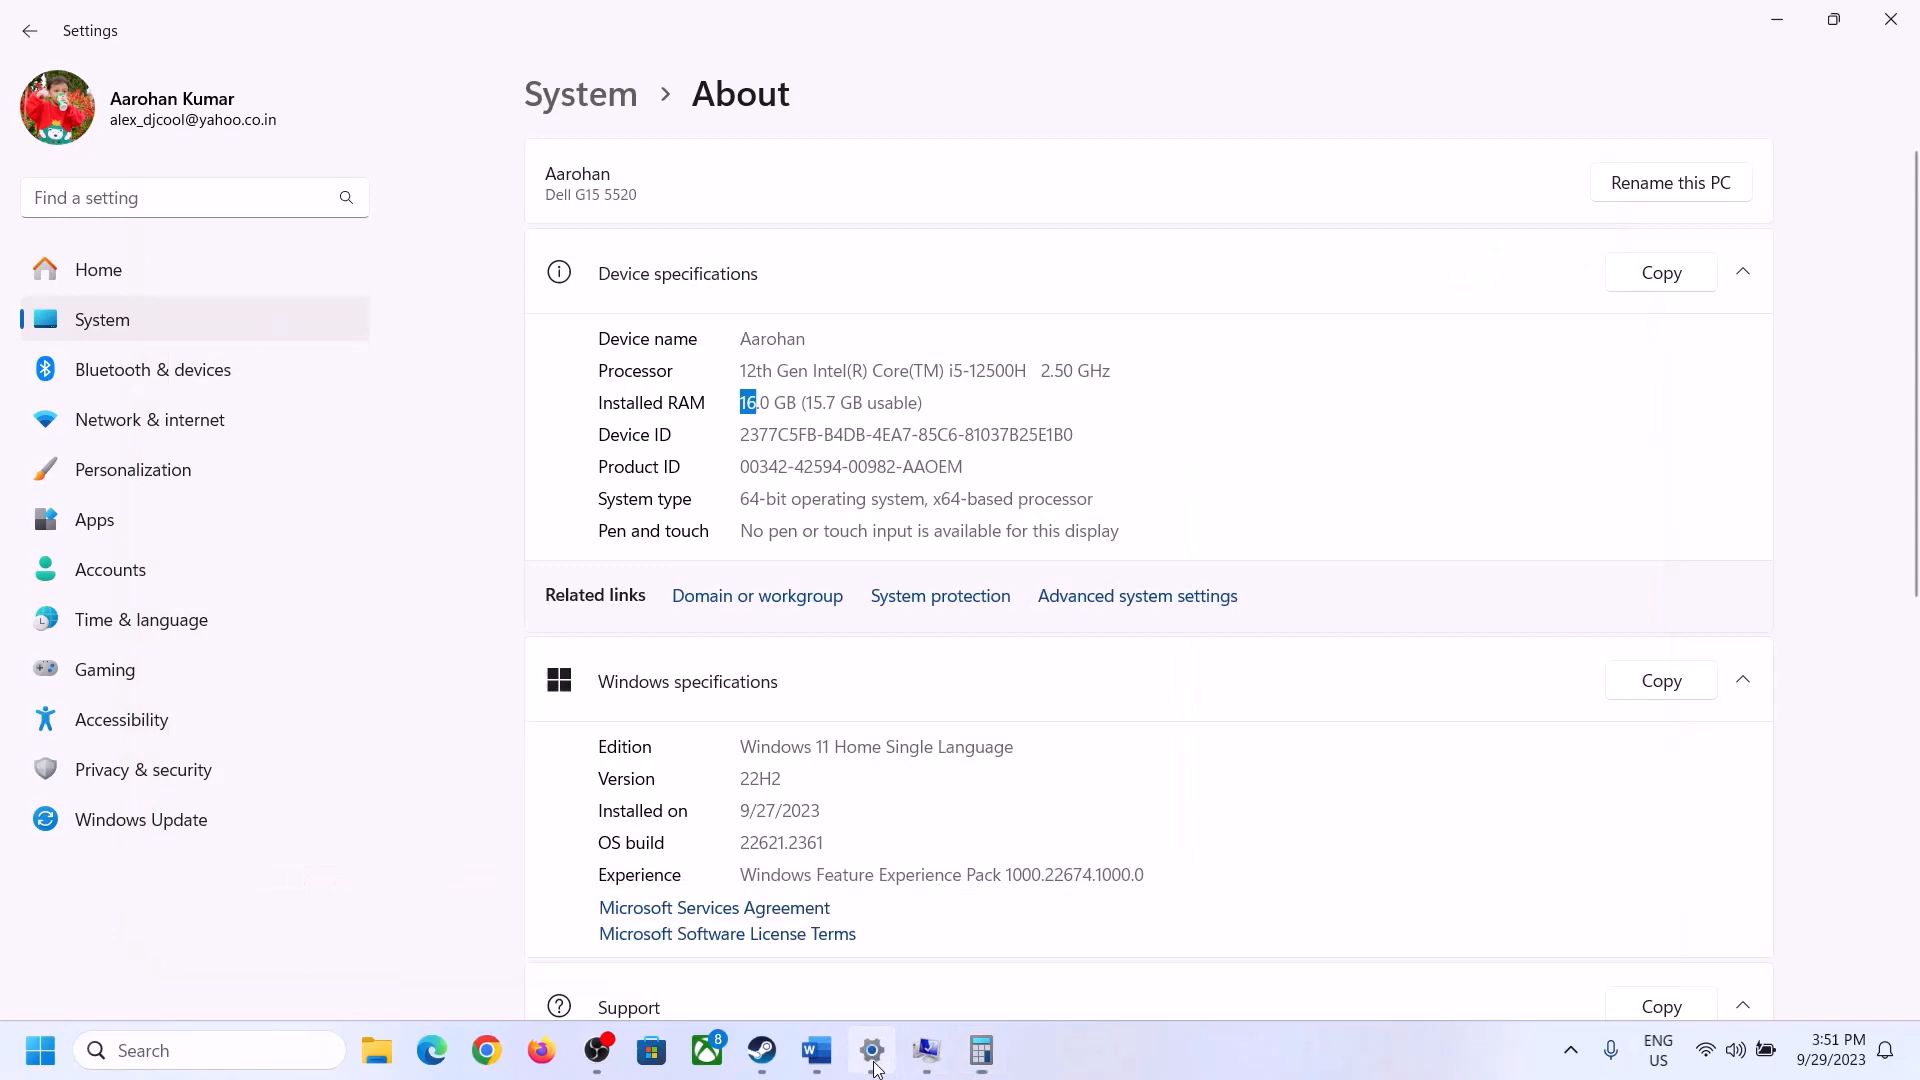 Settings
Aarohan Kumar
alex_djcool@yahoo.co.in
Find a setting
Home
System
Bluetooth & devices
Network & internet
Personalization
Apps
Accounts
Time & language
Gaming
Accessibility
Privacy & security
Windows Update
System > About
Aarohan
Dell G15 5520
Rename this PC
Device specifications
Copy
Device name Aarohan
Processor 12th Gen Intel(R) Core(TM) i5-12500H 2.50 GHz
Installed RAM 16.0 GB (15.7 GB usable)
Device ID 2377C5FB-B4DB-4EA7-85C6-81037B25E1B0
Product ID 00342-42594-00982-AAOEM
System type 64-bit operating system, x64-based processor
Pen and touch No pen or touch input is available for this display
Related links Domain or workgroup System protection Advanced system settings
Windows specifications
Copy
Edition Windows 11 Home Single Language
Version 22H2
Installed on 9/27/2023
OS build 22621.2361
Experience Windows Feature Experience Pack 1000.22674.1000.0
Microsoft Services Agreement
Microsoft Software License Terms
Support
Copy
Search
8
W
ENG
US
3:51 PM
9/29/2023